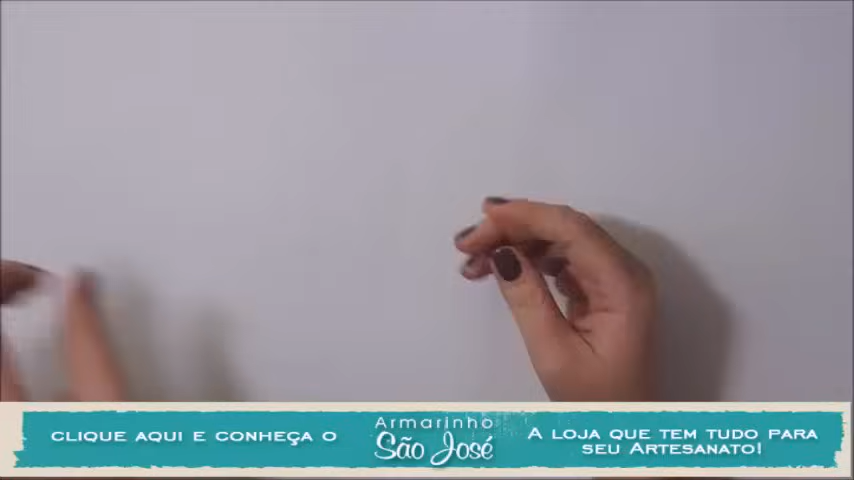 CLIQUE AQUI E CONHEÇA O
Armarinho
São José
A LOJA QUE TEM TUDO PARA
SEU ARTESANATO!